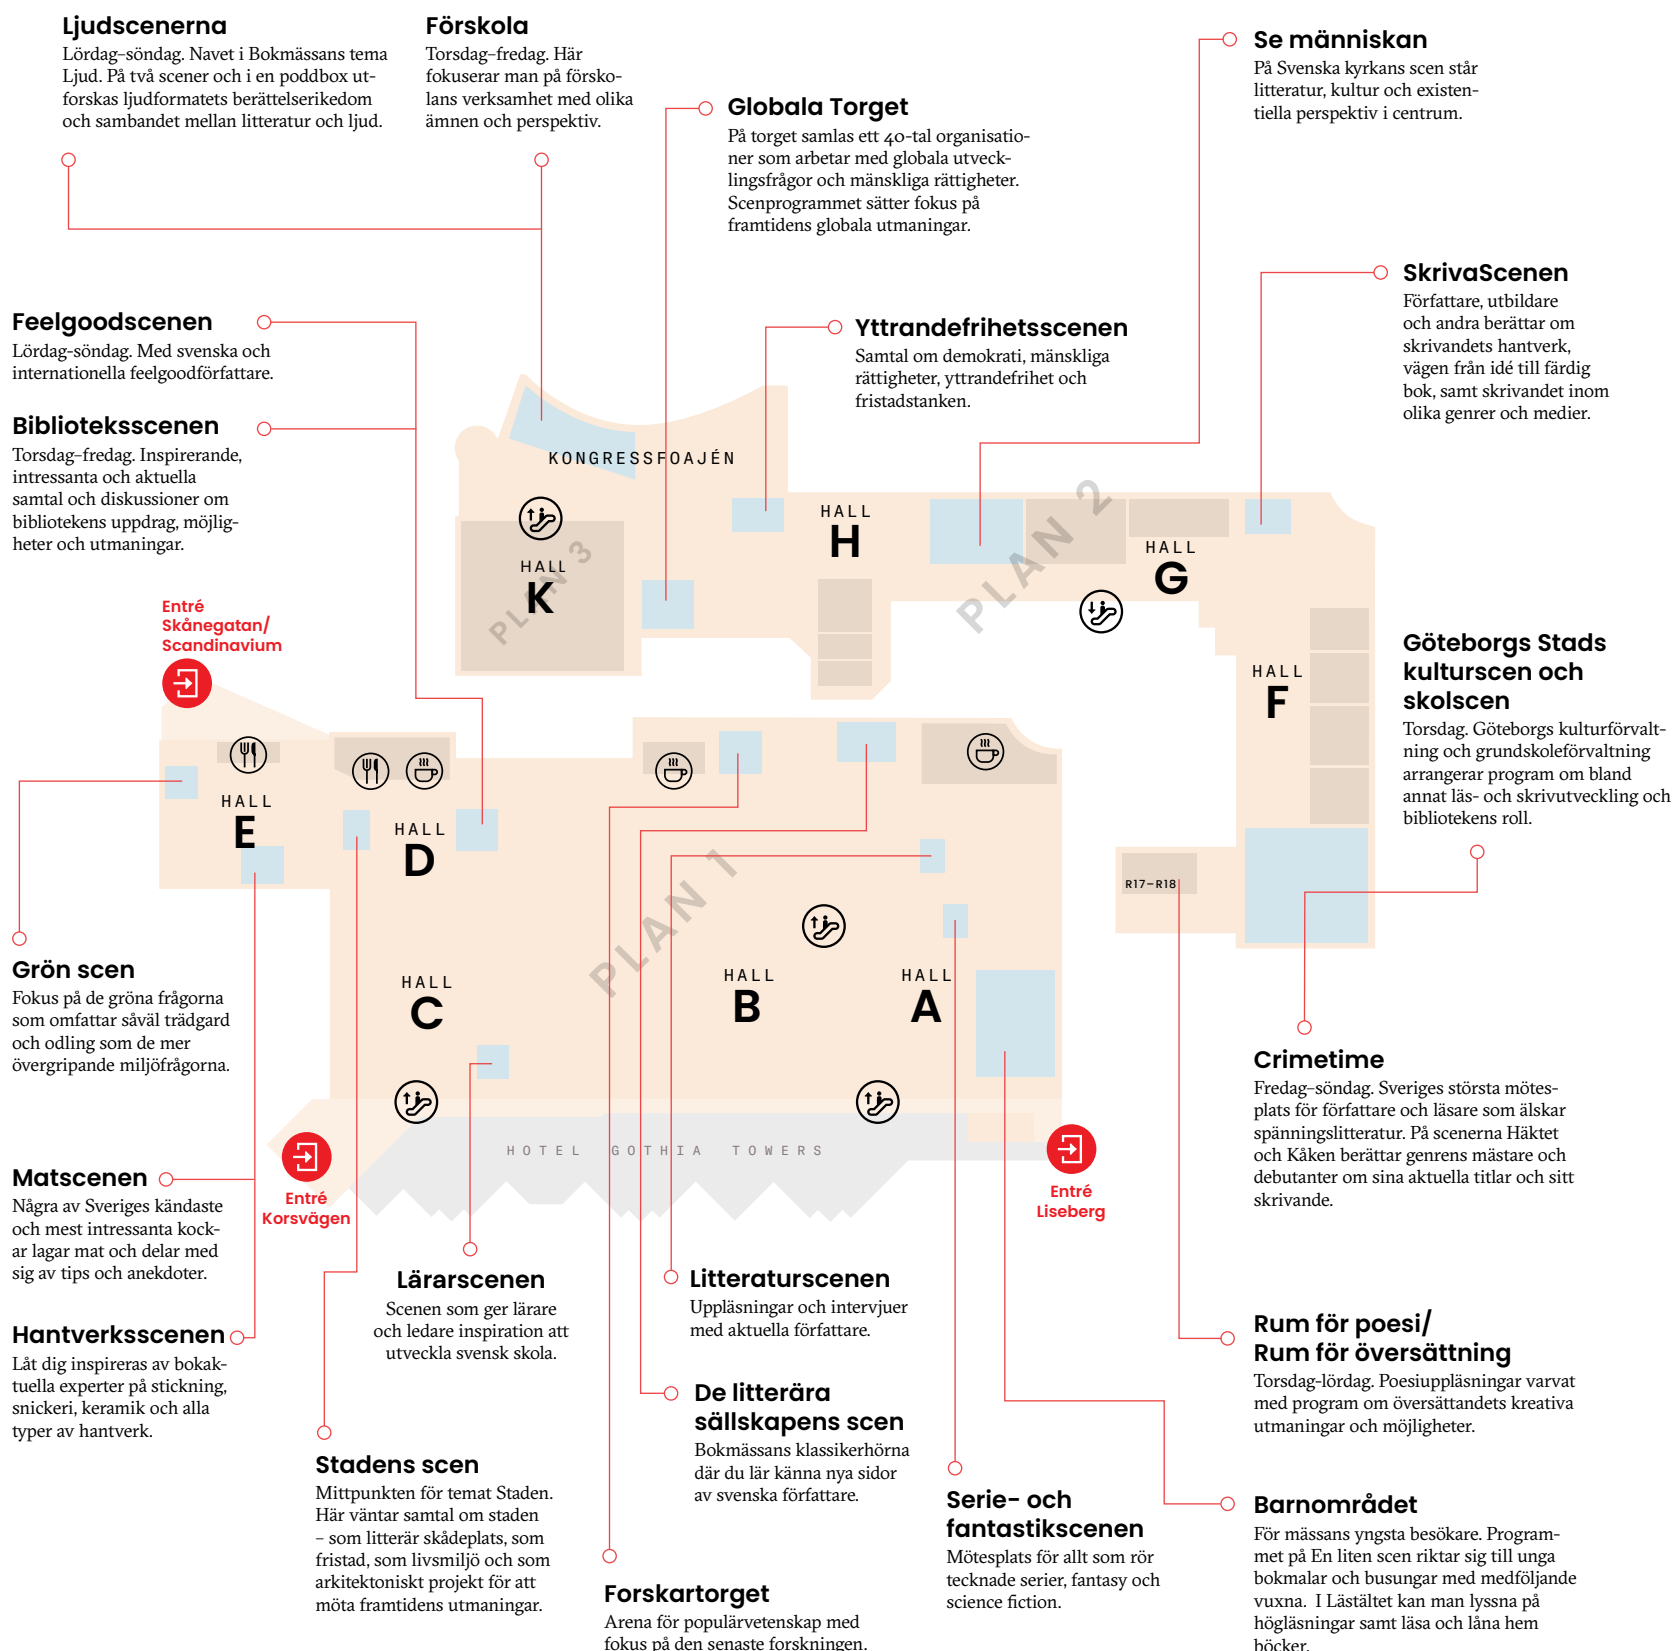 Ljudscenerna
Lördag–söndag. Navet i Bokmässans tema
Ljud. På två scener och i en poddbox ut-
forskas ljudformatets berättelserikedom
och sambandet mellan litteratur och ljud.
Förskola
Torsdag–fredag. Här
fokuserar man på försko-
lans verksamhet med olika
ämnen och perspektiv.
Globala Torget
På torget samlas ett 40-tal organisatio-
ner som arbetar med globala utveck-
lingsfrågor och mänskliga rättigheter.
Scenprogrammet sätter fokus på
framtidens globala utmaningar.
Se människan
På Svenska kyrkans scen står
litteratur, kultur och existen-
tiella perspektiv i centrum.
SkrivaScenen
Författare, utbildare
och andra berättar om
skrivandets hantverk,
vägen från idé till färdig
bok, samt skrivandet inom
olika genrer och medier.
Feelgoodscenen
Lördag-söndag. Med svenska och
internationella feelgoodförfattare.
Yttrandefrihetsscenen
Samtal om demokrati, mänskliga
rättigheter, yttrandefrihet och
fristadstanken.
Biblioteksscenen
Torsdag–fredag. Inspirerande,
intressanta och aktuella
samtal och diskussioner om
bibliotekens uppdrag, möjlig-
heter och utmaningar.
KONGRESSFOAJÉN
HALL
K
PLAN 3
HALL
H
PLAN 2
HALL
G
HALL
F
Entré
Skånegatan/
Scandinavium
Göteborgs Stads
kulturscen och
skolscen
Torsdag. Göteborgs kulturförvalt-
ning och grundskoleförvaltning
arrangerar program om bland
annat läs- och skrivutveckling och
bibliotekens roll.
HALL
E
HALL
D
PLAN 1
R17–R18
HALL
C
HALL
B
HALL
A
Grön scen
Fokus på de gröna frågorna
som omfattar såväl trädgard
och odling som de mer
övergripande miljöfrågorna.
Crimetime
Fredag–söndag. Sveriges största mötes-
plats för författare och läsare som älskar
spänningslitteratur. På scenerna Häktet
och Kåken berättar genrens mästare och
debutanter om sina aktuella titlar och sitt
skrivande.
HOTEL GOTHIA TOWERS
Entré
Korsvägen
Entré
Liseberg
Matscenen
Några av Sveriges kändaste
och mest intressanta kock-
ar lagar mat och delar med
sig av tips och anekdoter.
Lärarscenen
Scenen som ger lärare
och ledare inspiration att
utveckla svensk skola.
Litteraturscenen
Uppläsningar och intervjuer
med aktuella författare.
Hantverksscenen
Låt dig inspireras av bokak-
tuella experter på stickning,
snickeri, keramik och alla
typer av hantverk.
Rum för poesi/
Rum för översättning
Torsdag-lördag. Poesiuppläsningar varvat
med program om översättandets kreativa
utmaningar och möjligheter.
De litterära
sällskapens scen
Bokmässans klassikerhörna
där du lär känna nya sidor
av svenska författare.
Stadens scen
Mittpunkten för temat Staden.
Här väntar samtal om staden
– som litterär skådeplats, som
fristad, som livsmiljö och som
arkitektoniskt projekt för att
möta framtidens utmaningar.
Serie- och
fantastikscenen
Mötesplats för allt som rör
tecknade serier, fantasy och
science fiction.
Barnområdet
För mässans yngsta besökare. Program-
met på En liten scen riktar sig till unga
bokmalar och busungar med medföljande
vuxna. I Lästältet kan man lyssna på
högläsningar samt läsa och låna hem
böcker.
Forskartorget
Arena för populärvetenskap med
fokus på den senaste forskningen.